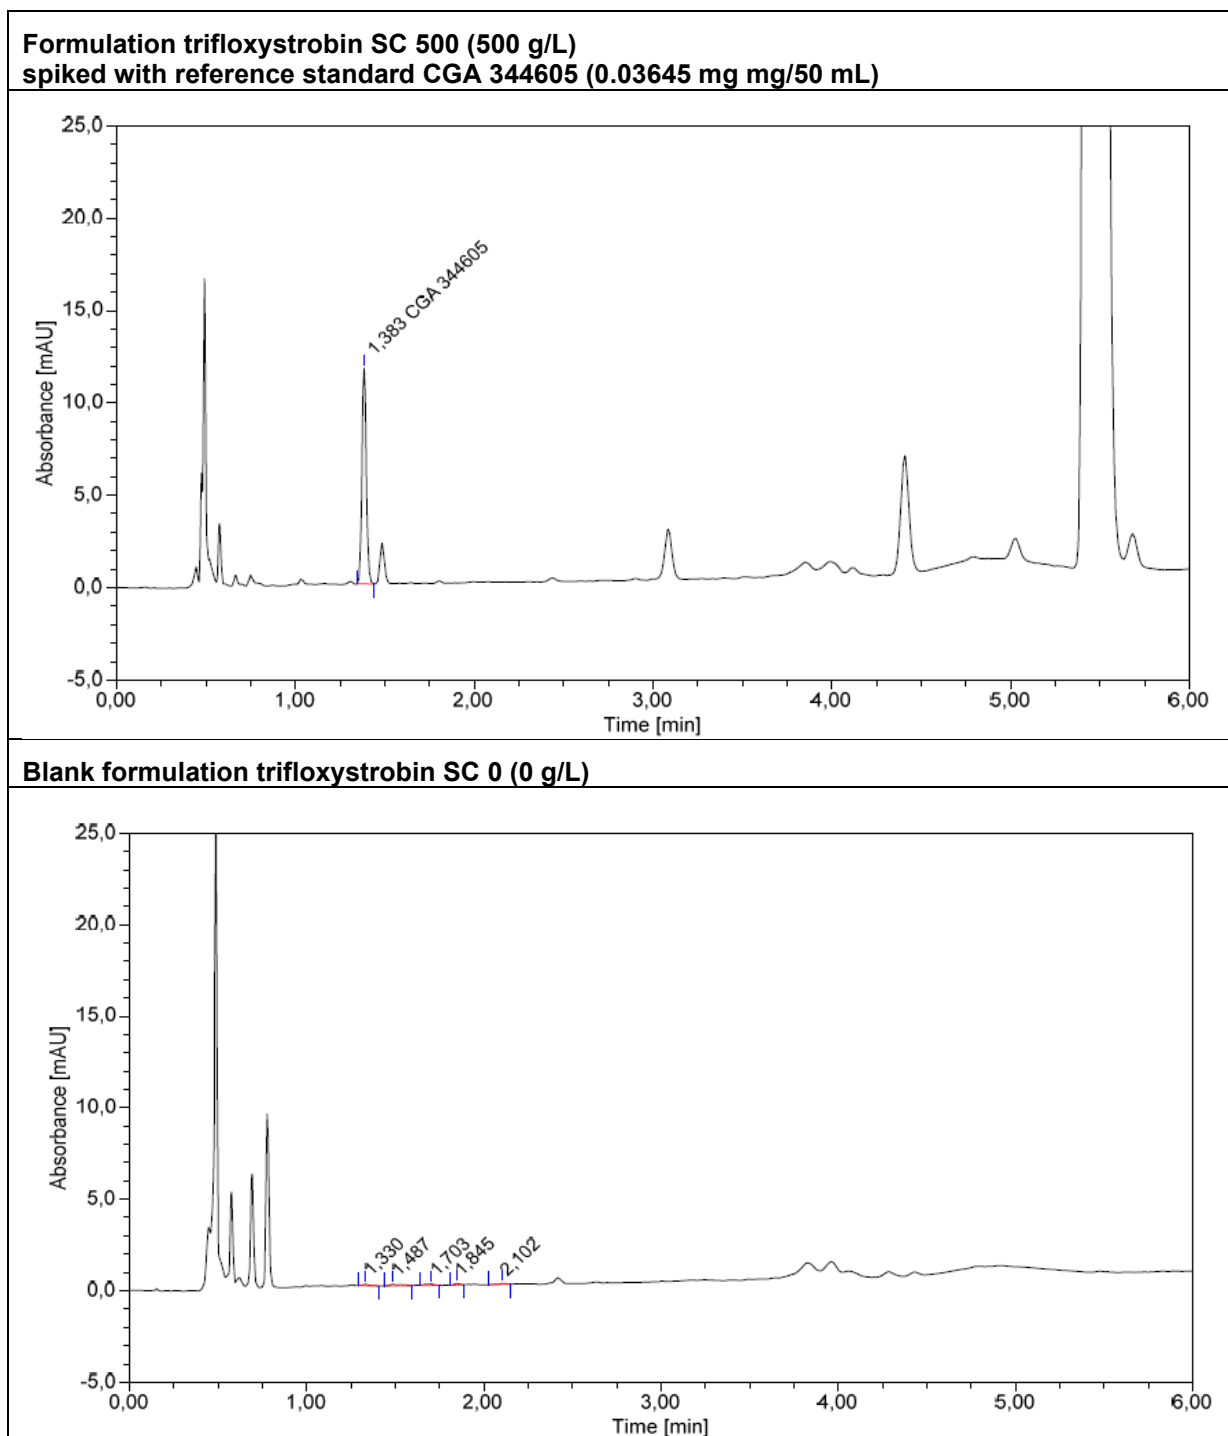 Formulation trifloxystrobin SC 500 (500 g/L)
spiked with reference standard CGA 344605 (0.03645 mg mg/50 mL)
25,0
20,0
15,0
10,0
5,0
0,0
-5,0
Absorbance [mAU]
1,383 CGA 344605
0,00 1,00 2,00 3,00 4,00 5,00 6,00
Time [min]
Blank formulation trifloxystrobin SC 0 (0 g/L)
25,0
20,0
15,0
10,0
5,0
0,0
-5,0
Absorbance [mAU]
1,330 1,487 1,703 1,845 2,102
0,00 1,00 2,00 3,00 4,00 5,00 6,00
Time [min]